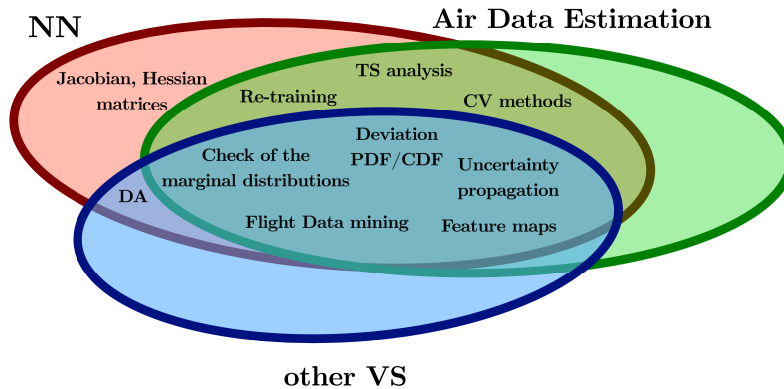 NN
Air Data Estimation
Jacobian, Hessian
matrices
TS analysis
Re-training
CV methods
Deviation
PDF/CDF
Check of the
marginal distributions
Uncertainty
propagation
DA
Flight Data mining
Feature maps
other VS